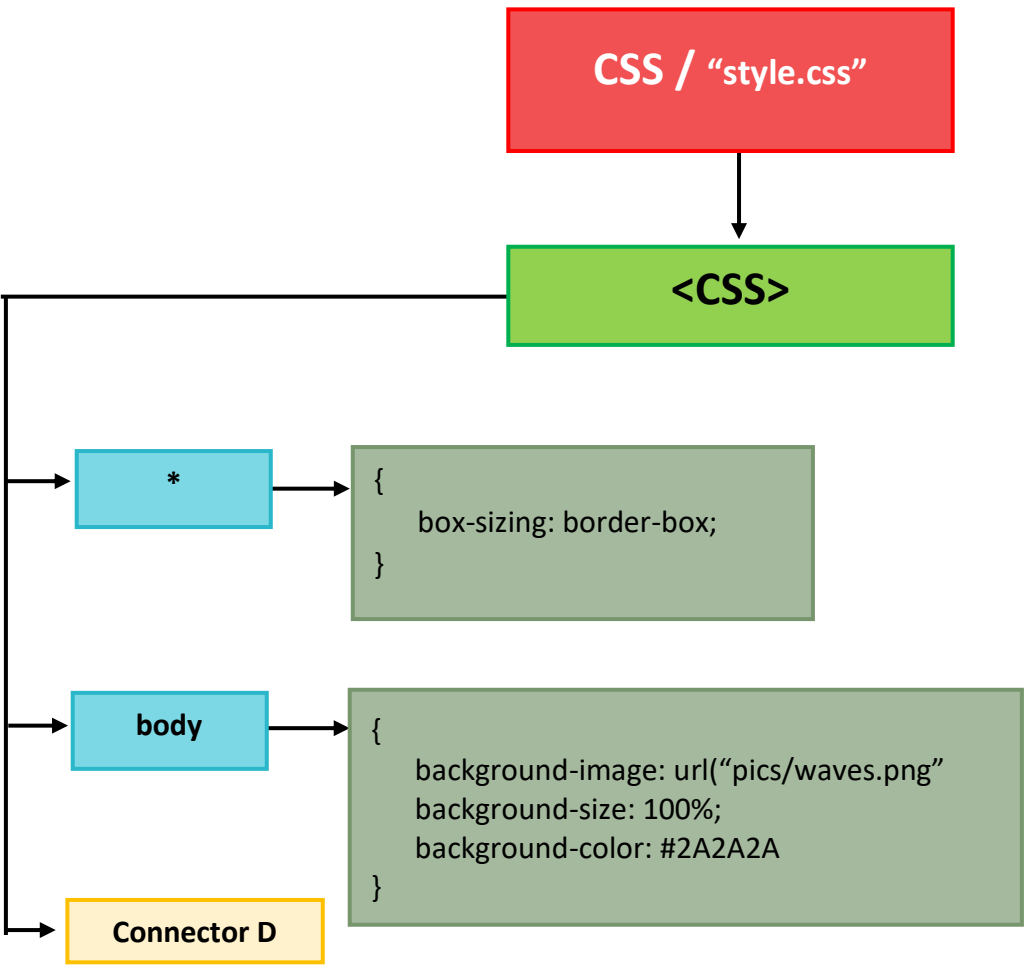 CSS / “style.css”
<CSS>
*
{
box-sizing: border-box;
}
body
{
background-image: url(“pics/waves.png”
background-size: 100%;
background-color: #2A2A2A
}
Connector D